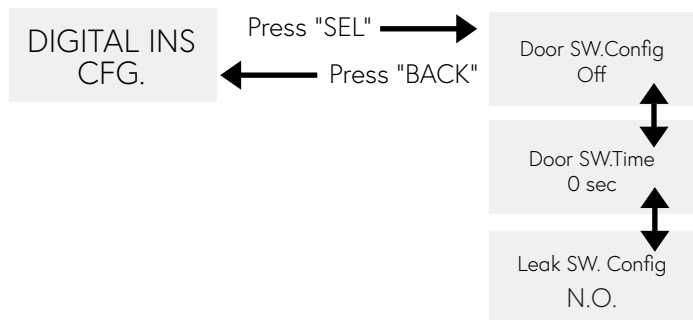 DIGITAL INS
CFG.
Press "SEL"
Press "BACK"
Door SW.Config
Off
Door SW.Time
0 sec
Leak SW. Config
N.O.